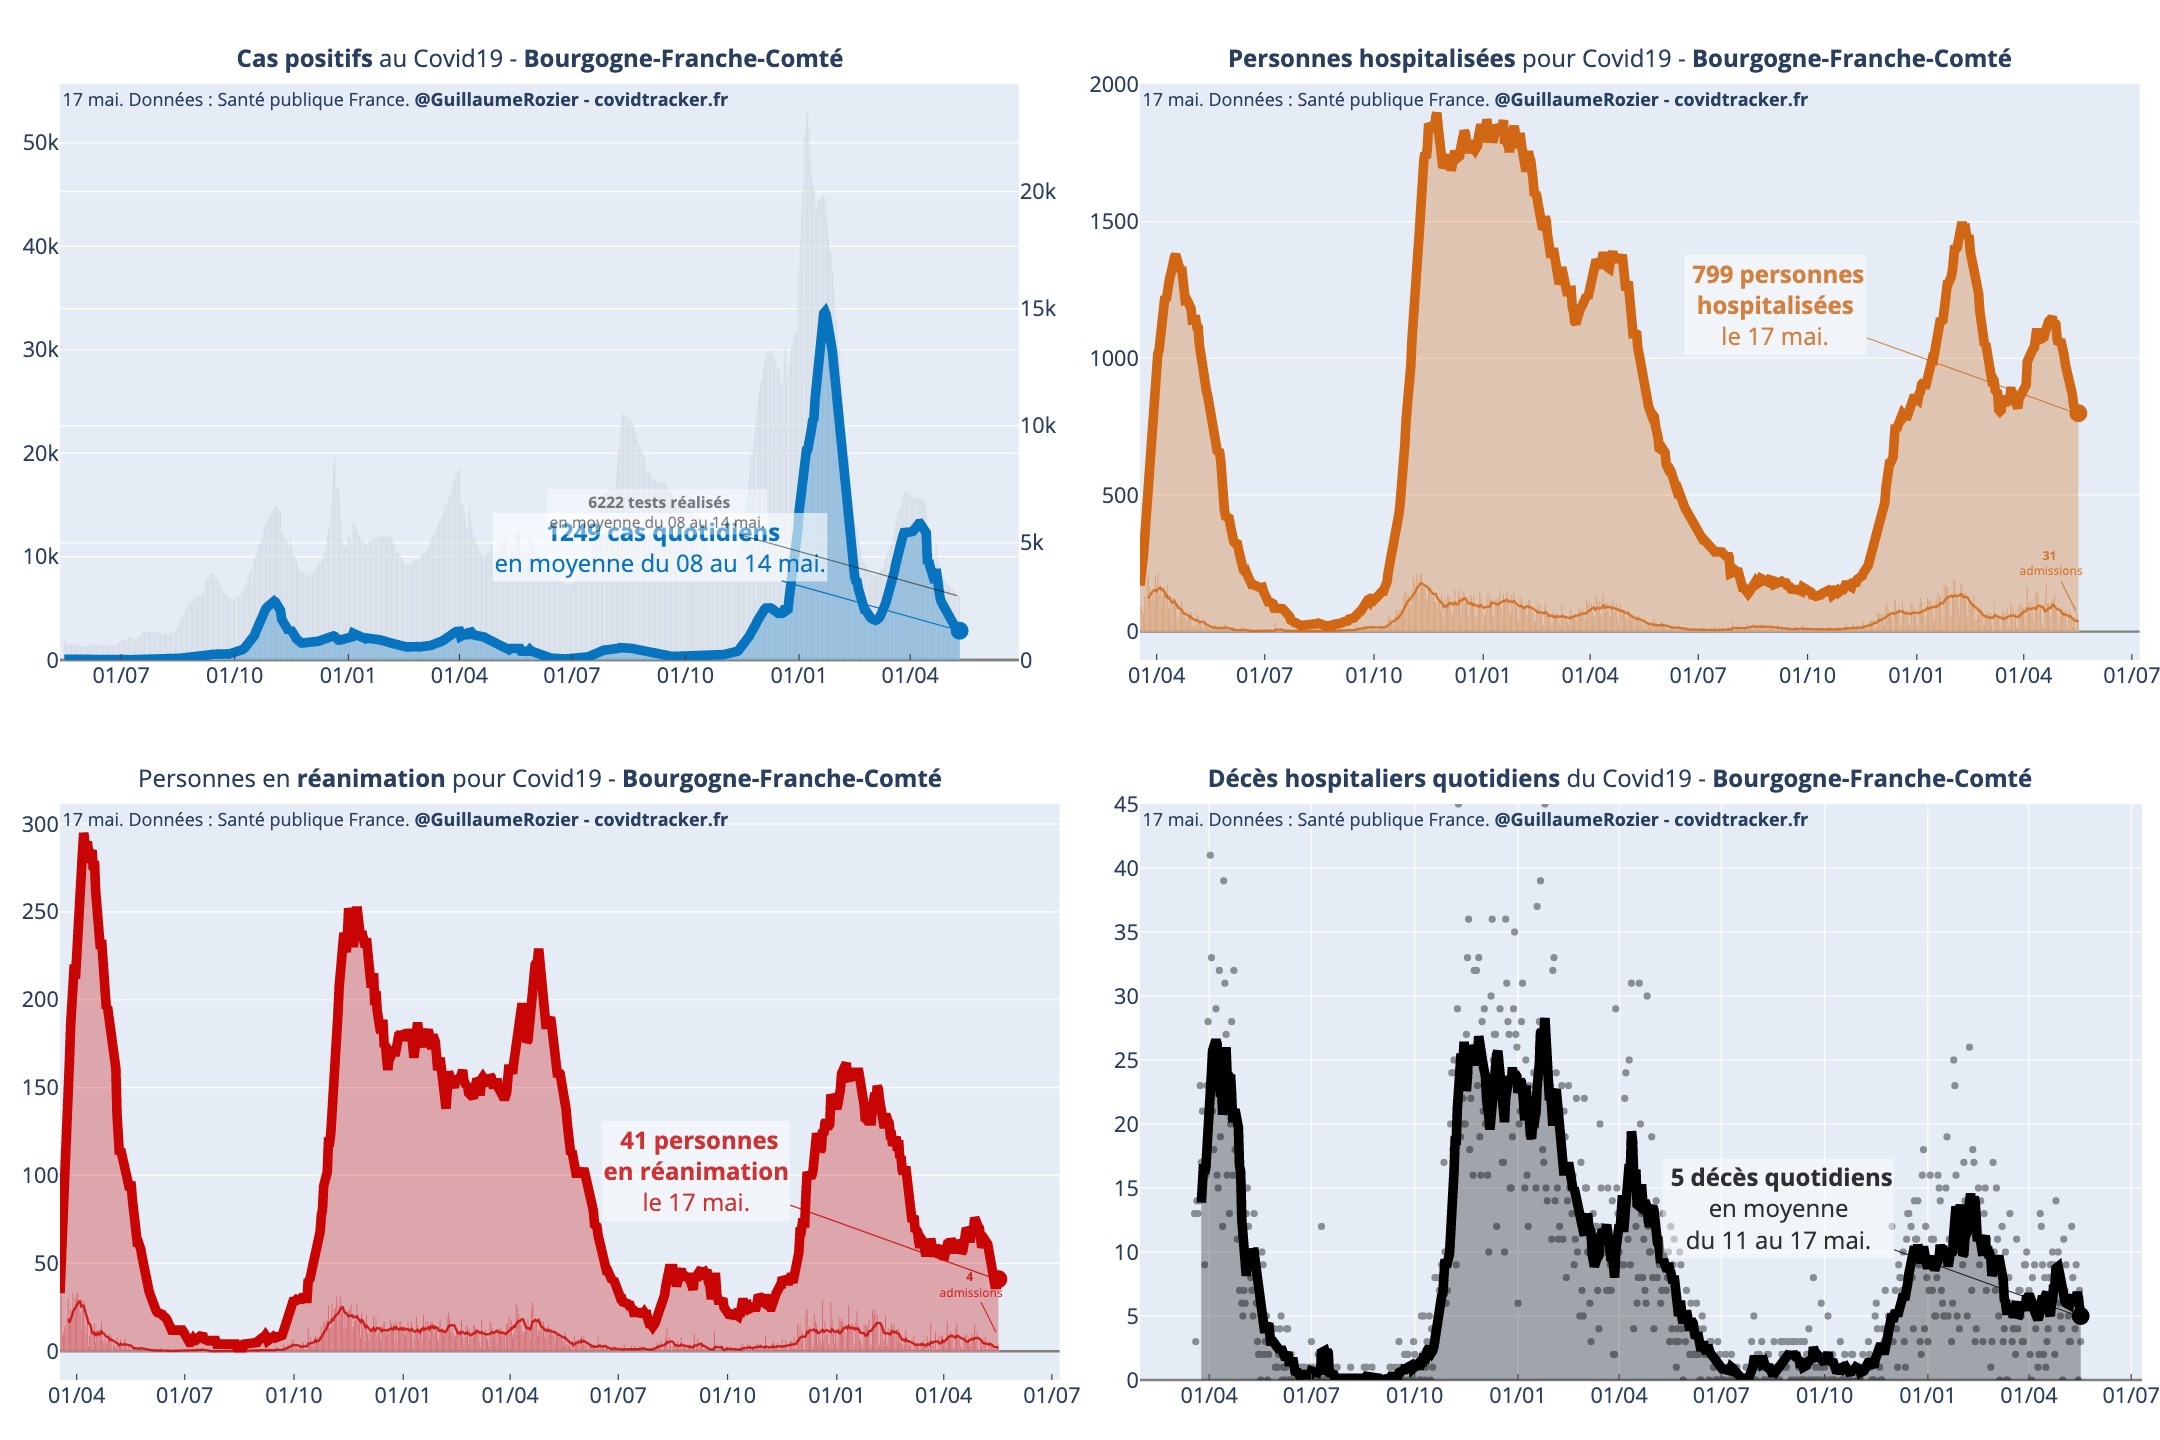 Cas positifs au Covid19 - Bourgogne-Franche-Comté
17 mai. Données : Santé publique France. @GuillaumeRozier - covidtracker.fr
50k
40k
30k
20k
10k
0
20k
15k
10k
5k
0
6222 tests réalisés
en moyenne du 08 au 14 mai.
1249 cas quotidiens
en moyenne du 08 au 14 mai.
01/07 01/10 01/01 01/04 01/07 01/10 01/01 01/04
Personnes hospitalisées pour Covid19 - Bourgogne-Franche-Comté
17 mai. Données : Santé publique France. @GuillaumeRozier - covidtracker.fr
2000
1500
1000
500
0
799 personnes
hospitalisées
le 17 mai.
31
admissions
01/04 01/07 01/10 01/01 01/04 01/07 01/10 01/01 01/04 01/07
Personnes en réanimation pour Covid19 - Bourgogne-Franche-Comté
17 mai. Données : Santé publique France. @GuillaumeRozier - covidtracker.fr
300
250
200
150
100
50
0
41 personnes
en réanimation
le 17 mai.
4
admissions
01/04 01/07 01/10 01/01 01/04 01/07 01/10 01/01 01/04 01/07
Décès hospitaliers quotidiens du Covid19 - Bourgogne-Franche-Comté
17 mai. Données : Santé publique France. @GuillaumeRozier - covidtracker.fr
45
40
35
30
25
20
15
10
5
0
5 décès quotidiens
en moyenne
du 11 au 17 mai.
01/04 01/07 01/10 01/01 01/04 01/07 01/10 01/01 01/04 01/07